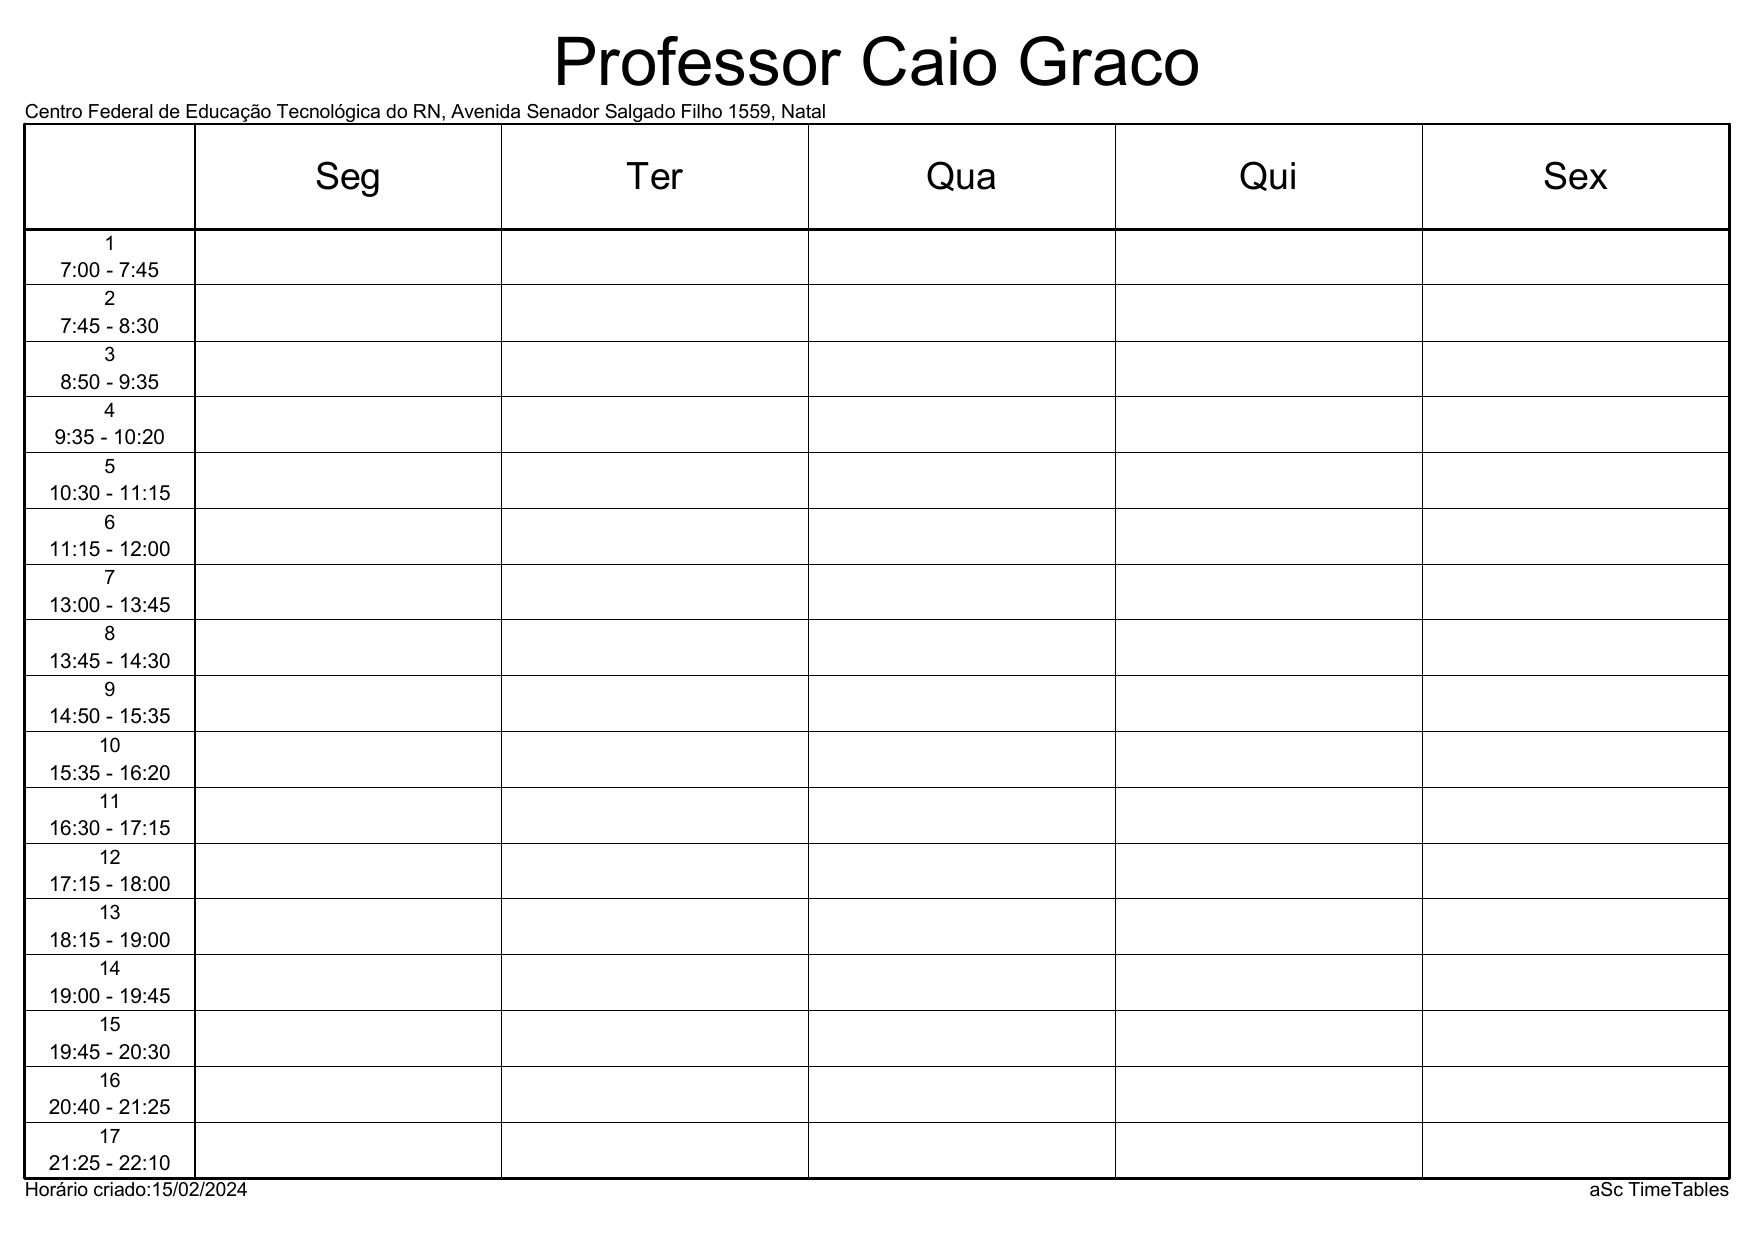 Professor Caio Graco
Centro Federal de Educação Tecnológica do RN, Avenida Senador Salgado Filho 1559, Natal
Seg Ter Qua Qui Sex
1
7:00 - 7:45
2
7:45 - 8:30
3
8:50 - 9:35
4
9:35 - 10:20
5
10:30 - 11:15
6
11:15 - 12:00
7
13:00 - 13:45
8
13:45 - 14:30
9
14:50 - 15:35
10
15:35 - 16:20
11
16:30 - 17:15
12
17:15 - 18:00
13
18:15 - 19:00
14
19:00 - 19:45
15
19:45 - 20:30
16
20:40 - 21:25
17
21:25 - 22:10
Horário criado:15/02/2024 aSc TimeTables